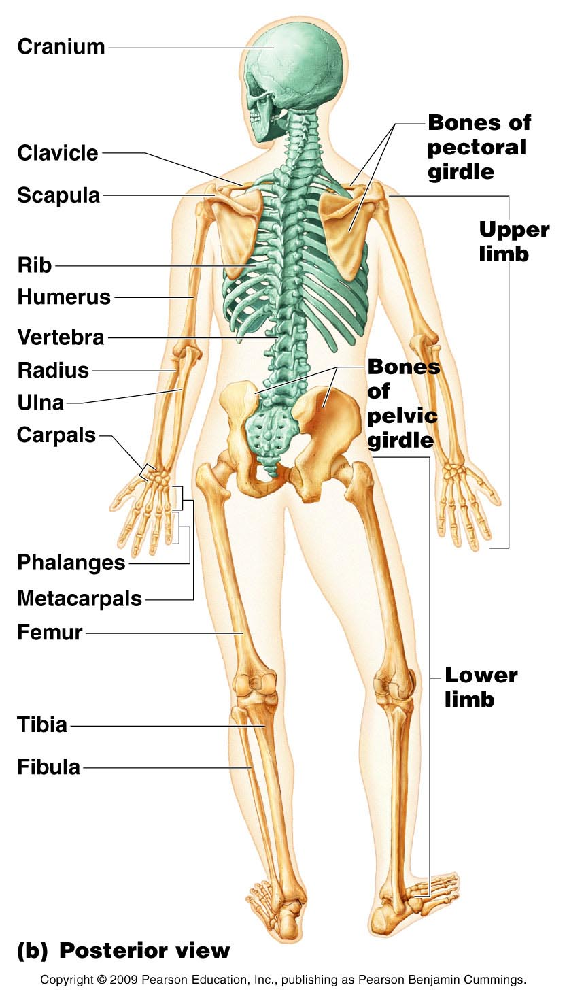 Cranium
Bones of
pectoral
girdle
Clavicle
Scapula
Upper
limb
Rib
Humerus
Vertebra
Radius
Bones
of
pelvic
girdle
Ulna
Carpals
Phalanges
Metacarpals
Femur
Lower
limb
Tibia
Fibula
(b) Posterior view
Copyright © 2009 Pearson Education, Inc., publishing as Pearson Benjamin Cummings.